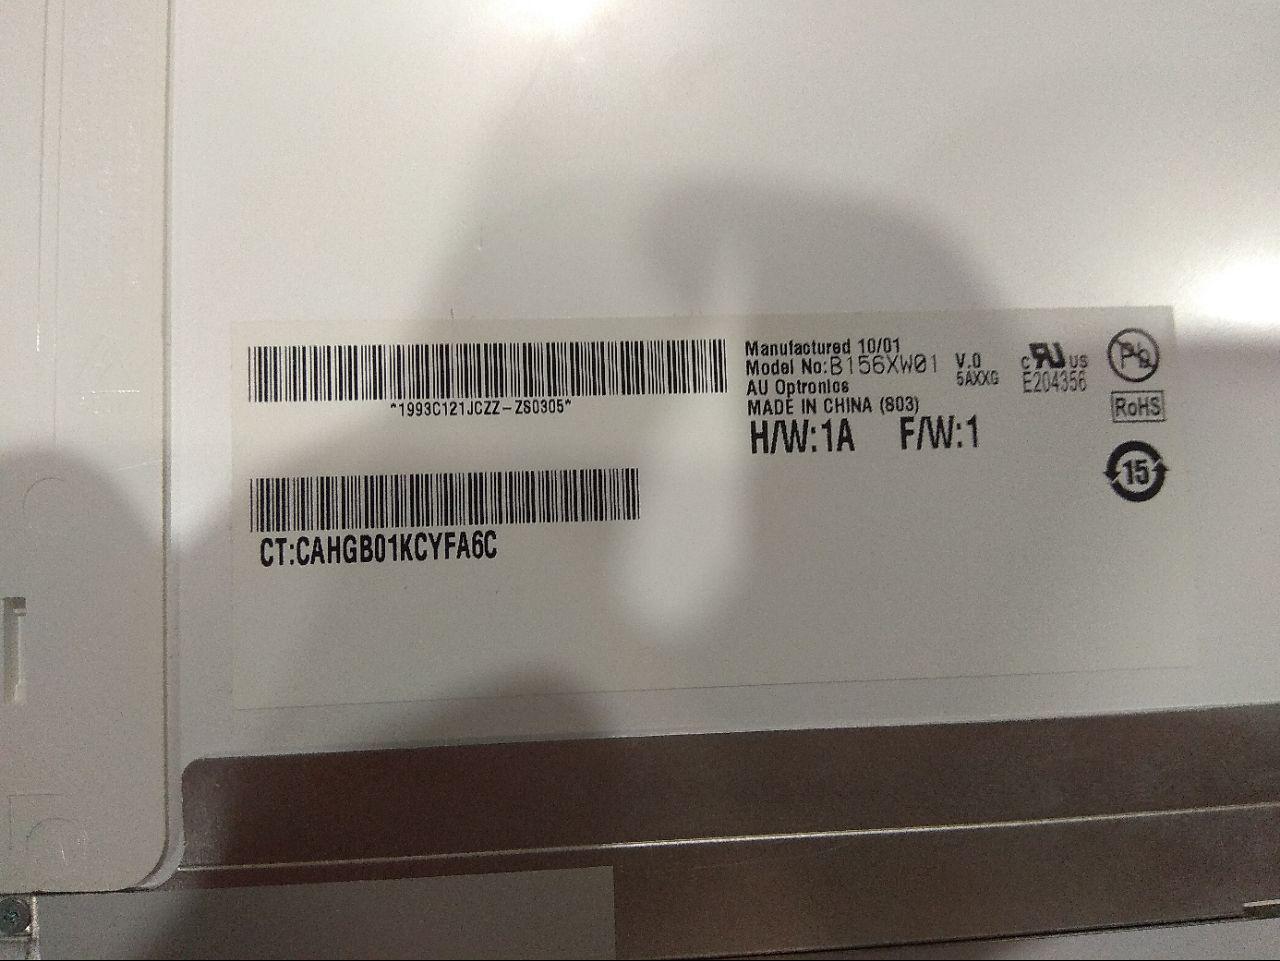 *1993C121JCZZ-ZS0305*
CT:CAHGB01KCYFA6C
Manufactured 10/01
Model No:B156XW01 V.0
5AXXG
AU Optronics
MADE IN CHINA (803)
H/W:1A F/W:1
c RU US
E204356
Pb
RoHS
15